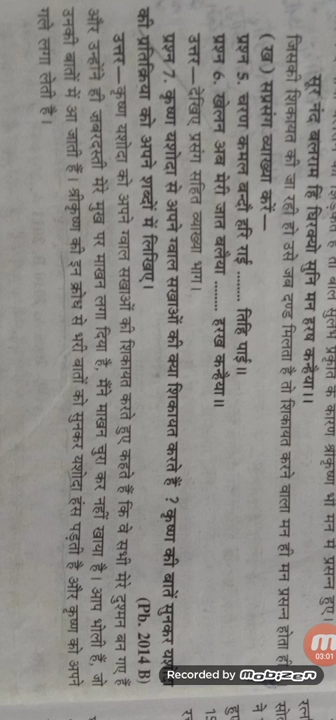 सूर नंद बलराम हिं घिरक्यो सुनि मन हरष कन्हैया।।
जिसकी शिकायत की जा रही हो उसे जब दण्ड मिलता है तो शिकायत करने वाला मन ही मन प्रसन्न होता ही
(ख) सप्रसंग व्याख्या करें—
प्रश्न 5. चरण कमल बन्दौ हरि राई ........ तिहि पाई॥
प्रश्न 6. खेलन अब मेरी जात बलैया ........ हरख कन्हैया॥
उत्तर—देखिए प्रसंग सहित व्याख्या भाग।
प्रश्न 7. कृष्ण यशोदा से अपने ग्वाल सखाओं की क्या शिकायत करते हैं ? कृष्ण की बातें सुनकर
की प्रतिक्रिया को अपने शब्दों में लिखिए। (Pb. 2014 B)
उत्तर—कृष्ण यशोदा को अपने ग्वाल सखाओं की शिकायत करते हुए कहते हैं कि वे सभी मेरे दुश्मन बन गए हैं
और उन्होंने ही ज़बरदस्ती मेरे मुख पर माखन लगा दिया है, मैंने माखन चुरा कर नहीं खाया है। आप भोली हैं, जो
उनकी बातों में आ जाती हैं। श्रीकृष्ण की इन क्रोध से भरी बातों को सुनकर यशोदा हंस पड़ती है और कृष्ण को अपने
गले लगा लेती है।
03:01
Recorded by mobizen